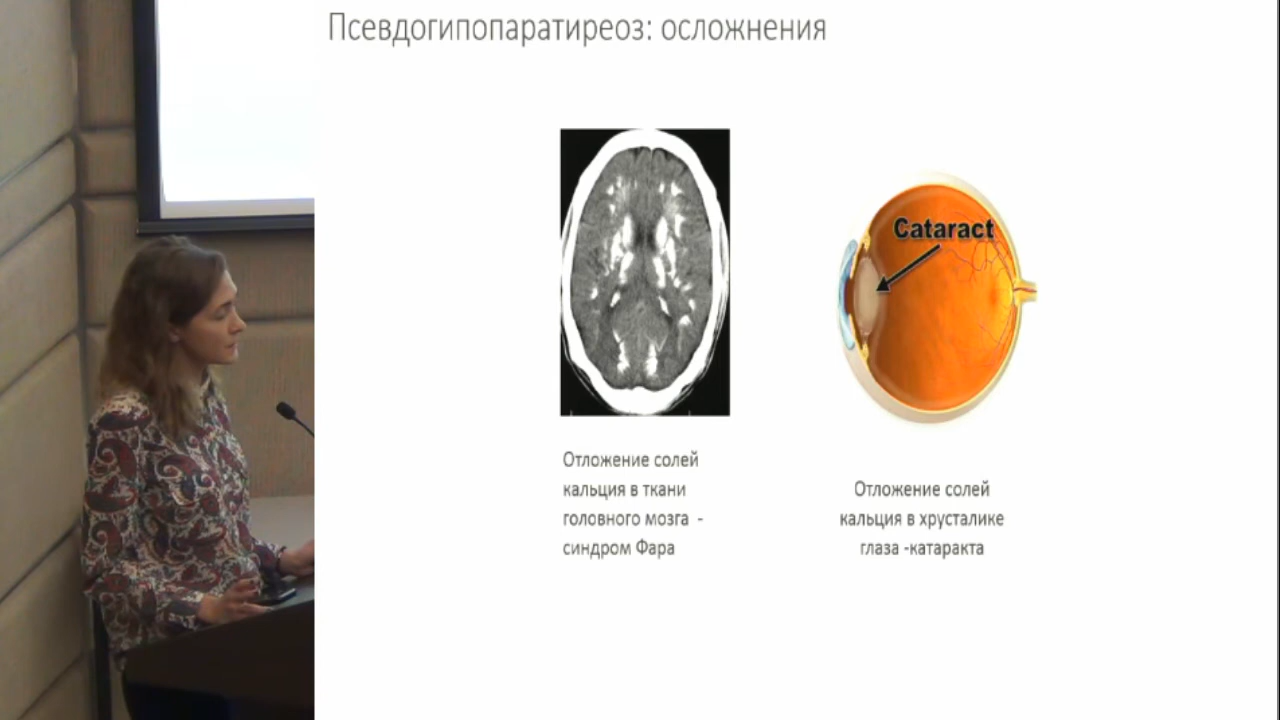 Псевдогипопаратиреоз: осложнения
Cataract
Отложение солей
кальция в ткани
головного мозга -
синдром Фара
Отложение солей
кальция в хрусталике
глаза -катаракта